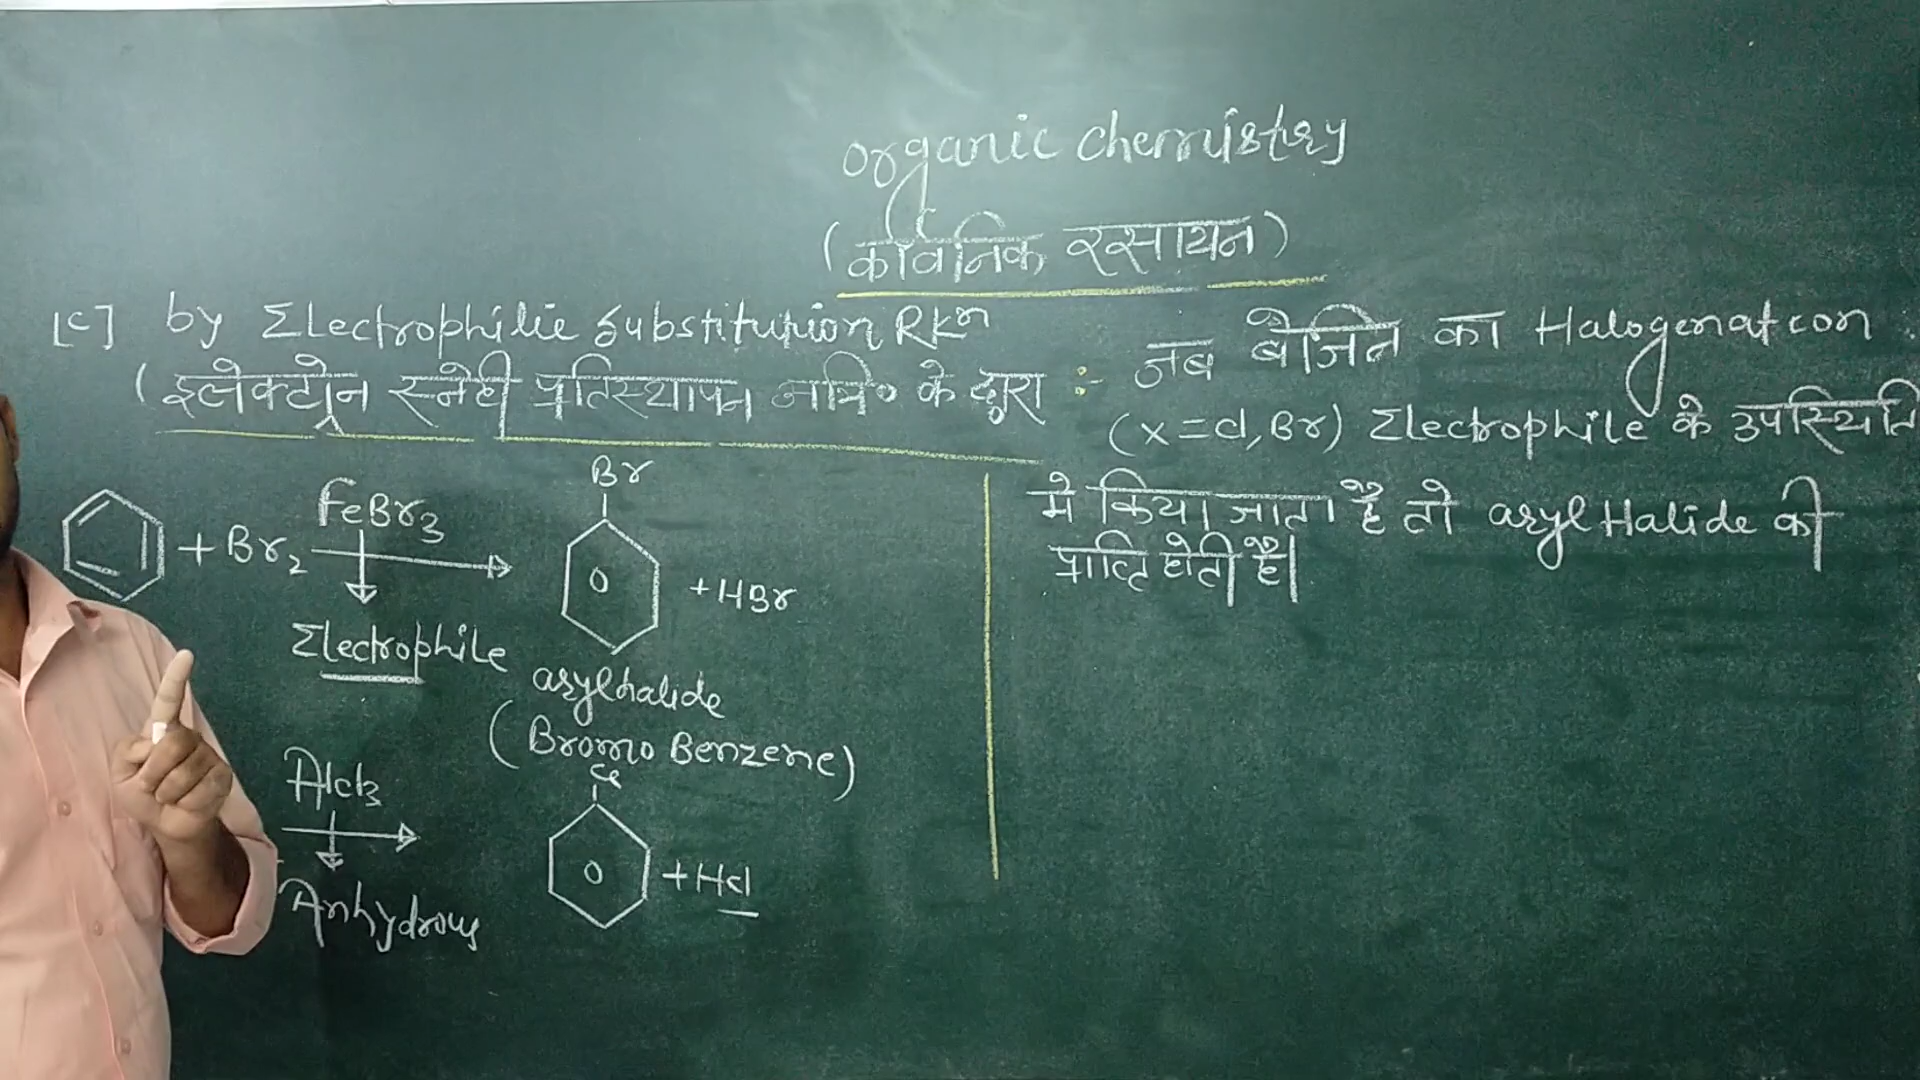 organic chemistry
(कार्वनिक रसायन)
[C] by Electrophilic Substitution RKn
(इलेक्ट्रोन स्नेही प्रतिस्थापन अभि० के द्वारा :-
जब बेंजिन का Halogenation
(x=cl, Br) Electrophile के उपस्थिति
मे किया जाता है तो aryl Halide की
प्राप्ति होती है।
+ Br2
FeBr3
Electrophile
Br
+ HBr
arylhalide
(Bromo Benzene)
Alcl3
Anhydrous
Cl
+ Hcl